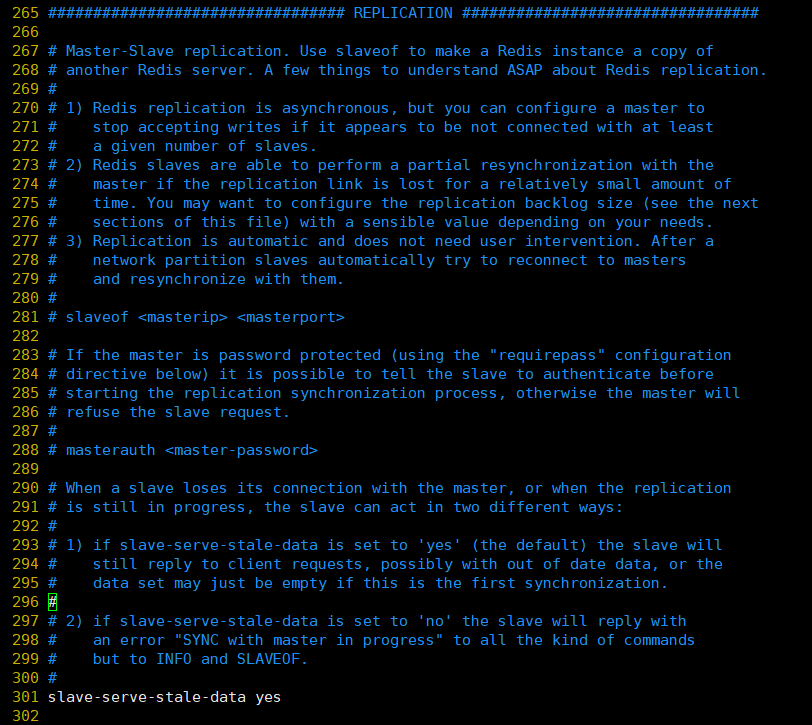 265 ################################# REPLICATION #################################
266
267 # Master-Slave replication. Use slaveof to make a Redis instance a copy of
268 # another Redis server. A few things to understand ASAP about Redis replication.
269 #
270 # 1) Redis replication is asynchronous, but you can configure a master to
271 #    stop accepting writes if it appears to be not connected with at least
272 #    a given number of slaves.
273 # 2) Redis slaves are able to perform a partial resynchronization with the
274 #    master if the replication link is lost for a relatively small amount of
275 #    time. You may want to configure the replication backlog size (see the next
276 #    sections of this file) with a sensible value depending on your needs.
277 # 3) Replication is automatic and does not need user intervention. After a
278 #    network partition slaves automatically try to reconnect to masters
279 #    and resynchronize with them.
280 #
281 # slaveof <masterip> <masterport>
282
283 # If the master is password protected (using the "requirepass" configuration
284 # directive below) it is possible to tell the slave to authenticate before
285 # starting the replication synchronization process, otherwise the master will
286 # refuse the slave request.
287 #
288 # masterauth <master-password>
289
290 # When a slave loses its connection with the master, or when the replication
291 # is still in progress, the slave can act in two different ways:
292 #
293 # 1) if slave-serve-stale-data is set to 'yes' (the default) the slave will
294 #    still reply to client requests, possibly with out of date data, or the
295 #    data set may just be empty if this is the first synchronization.
296 #
297 # 2) if slave-serve-stale-data is set to 'no' the slave will reply with
298 #    an error "SYNC with master in progress" to all the kind of commands
299 #    but to INFO and SLAVEOF.
300 #
301 slave-serve-stale-data yes
302